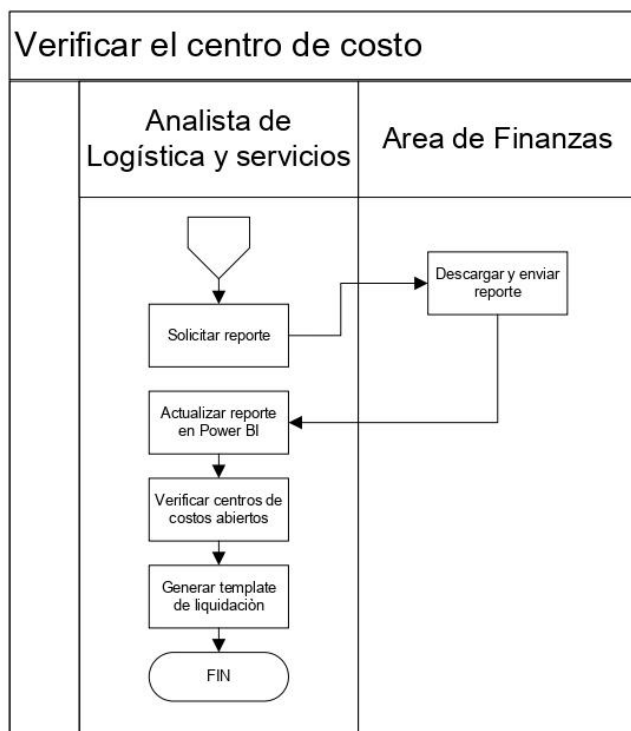 Verificar el centro de costo
Analista de
Logística y servicios
Area de Finanzas
Solicitar reporte
Descargar y enviar
reporte
Actualizar reporte
en Power BI
Verificar centros de
costos abiertos
Generar template
de liquidaciòn
FIN